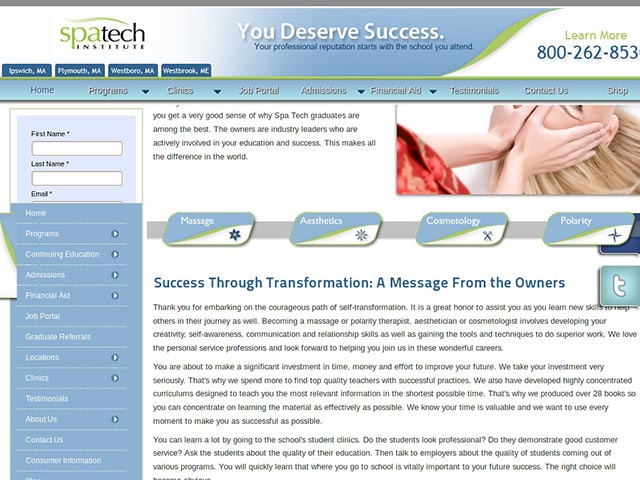 spatech
INSTITUTE
You Deserve Success.
Your professional reputation starts with the school you attend.
Learn More
800-262-853
Ipswich, MA
Plymouth, MA
Westboro, MA
Westbrook, ME
Home
Programs
Clinics
Job Portal
Admissions
Financial Aid
Testimonials
Contact Us
Shop
First Name *
Last Name *
Email *
you get a very good sense of why Spa Tech graduates are
among the best. The owners are industry leaders who are
actively involved in your education and success. This makes all
the difference in the world.
Home
Programs
Continuing Education
Admissions
Financial Aid
Job Portal
Graduate Referrals
Locations
Clinics
Testimonials
About Us
Contact Us
Consumer Information
Massage
Aesthetics
Cosmetology
Polarity
Success Through Transformation: A Message From the Owners
Thank you for embarking on the courageous path of self-transformation. It is a great honor to assist you as you learn new skills to help
others in their journey as well. Becoming a massage or polarity therapist, aesthetician or cosmetologist involves developing your
creativity, self-awareness, communication and relationship skills as well as gaining the tools and techniques to do superior work. We love
the personal service professions and look forward to helping you join us in these wonderful careers.
You are about to make a significant investment in time, money and effort to improve your future. We take your investment very
seriously. That's why we spend more to find top quality teachers with successful practices. We also have developed highly concentrated
curriculums designed to teach you the most relevant information in the shortest possible time. That's why we produced over 28 books so
you can concentrate on learning the material as effectively as possible. We know your time is valuable and we want to use every
moment to make you as successful as possible.
You can learn a lot by going to the school's student clinics. Do the students look professional? Do they demonstrate good customer
service? Ask the students about the quality of their education. Then talk to employers about the quality of students coming out of
various programs. You will quickly learn that where you go to school is vitally important to your future success. The right choice will
t